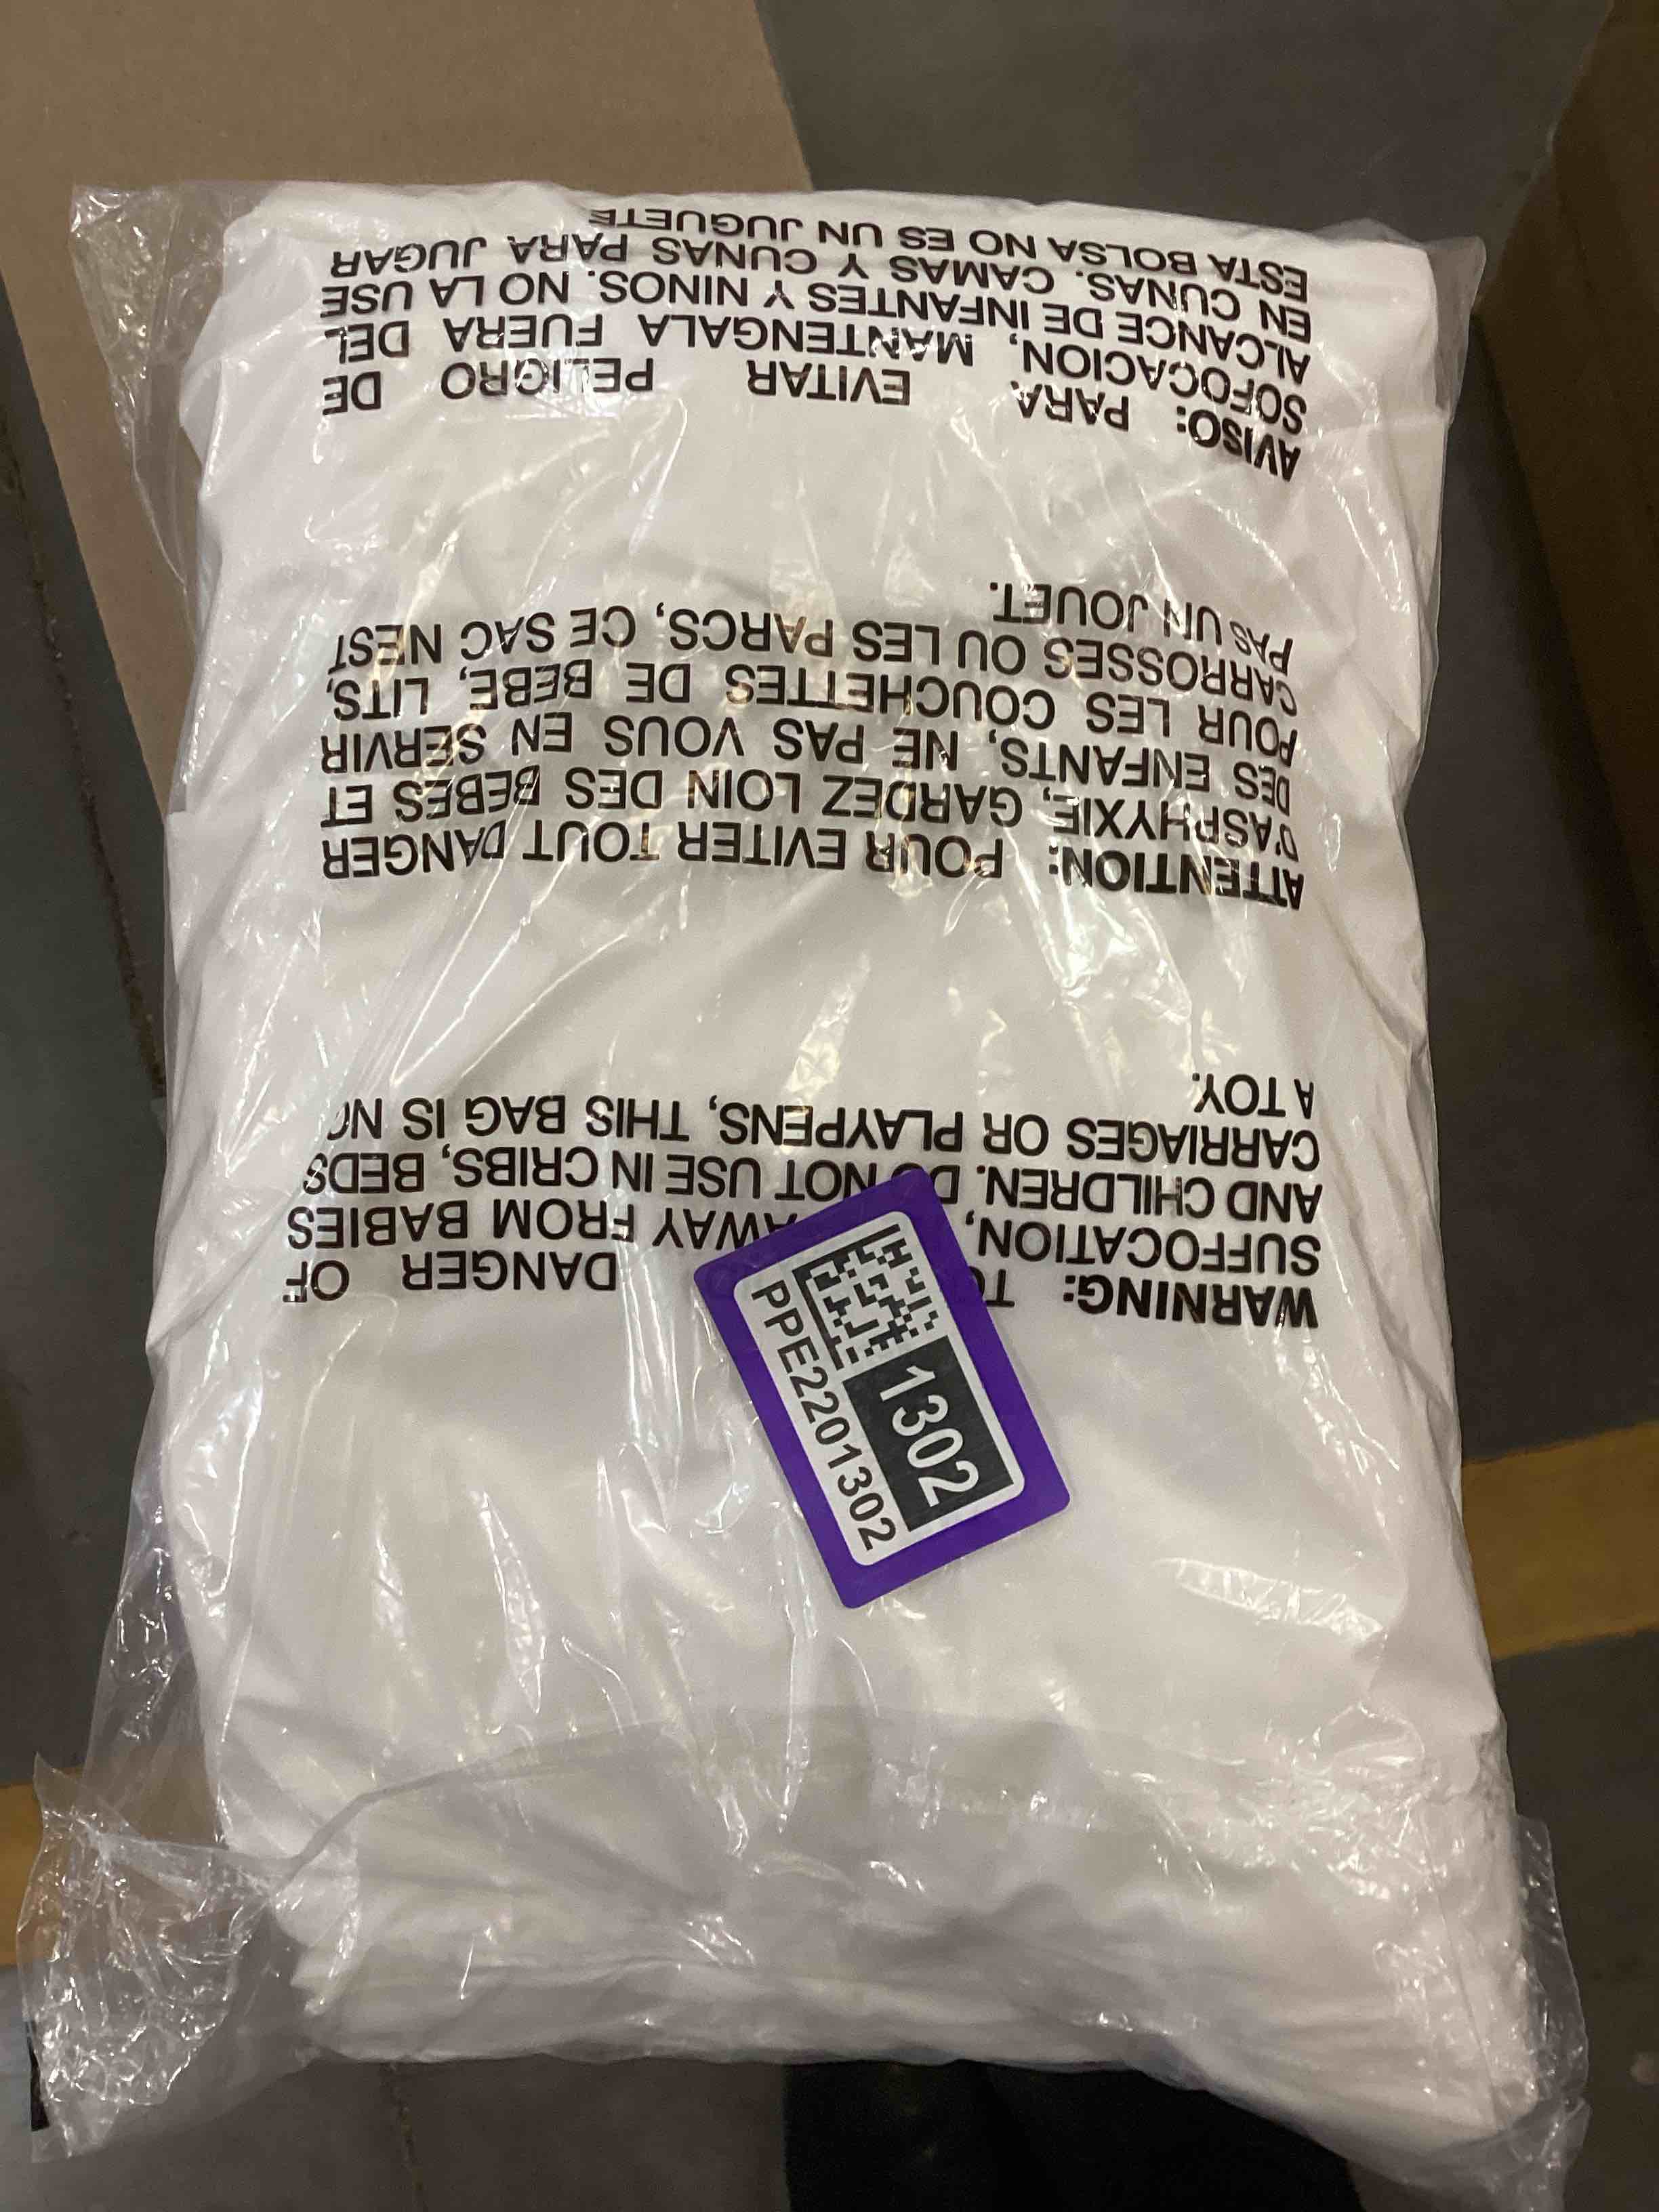 WARNING: DANGER OF
SUFFOCATION, AWAY FROM BABIES
AND CHILDREN. DO NOT USE IN CRIBS, BEDS
CARRIAGES OR PLAYPENS, THIS BAG IS
A TOY.
ATTENTION: POUR EVITER TOUT DANGER
D'ASPHYXIE, GARDEZ LOIN DES BEBES ET
DES ENFANTS, NE PAS VOUS EN SERVIR
POUR LES COUCHETTES DE BEBE, LITS,
CARROSSES OU LES PARCS, CE SAC NEST
PAS UN JOUET.
AVISO: PARA EVITAR PELIGRO DE
SOFOCACION, MANTENGALA FUERA DEL
ALCANCE DE INFANTES Y NINOS. NO LA USE
EN CUNAS. CAMAS Y CUNAS PARA JUGAR
ESTA BOLSA NO ES UN JUGUETE
1302
PPE2201302